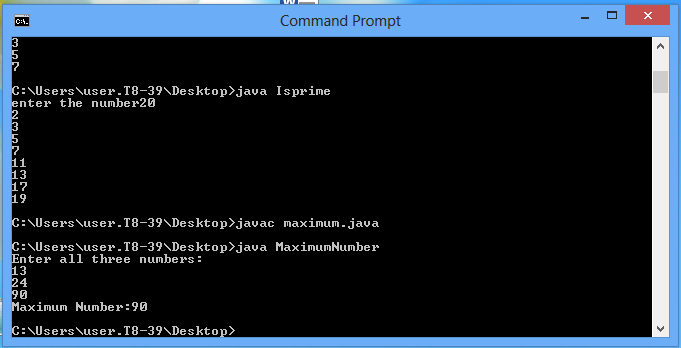 Command Prompt
C:\.
3
5
7
C:\Users\user.T8-39\Desktop>java Isprime
enter the number20
2
3
5
7
11
13
17
19
C:\Users\user.T8-39\Desktop>javac maximum.java
C:\Users\user.T8-39\Desktop>java MaximumNumber
Enter all three numbers:
13
24
90
Maximum Number:90
C:\Users\user.T8-39\Desktop>